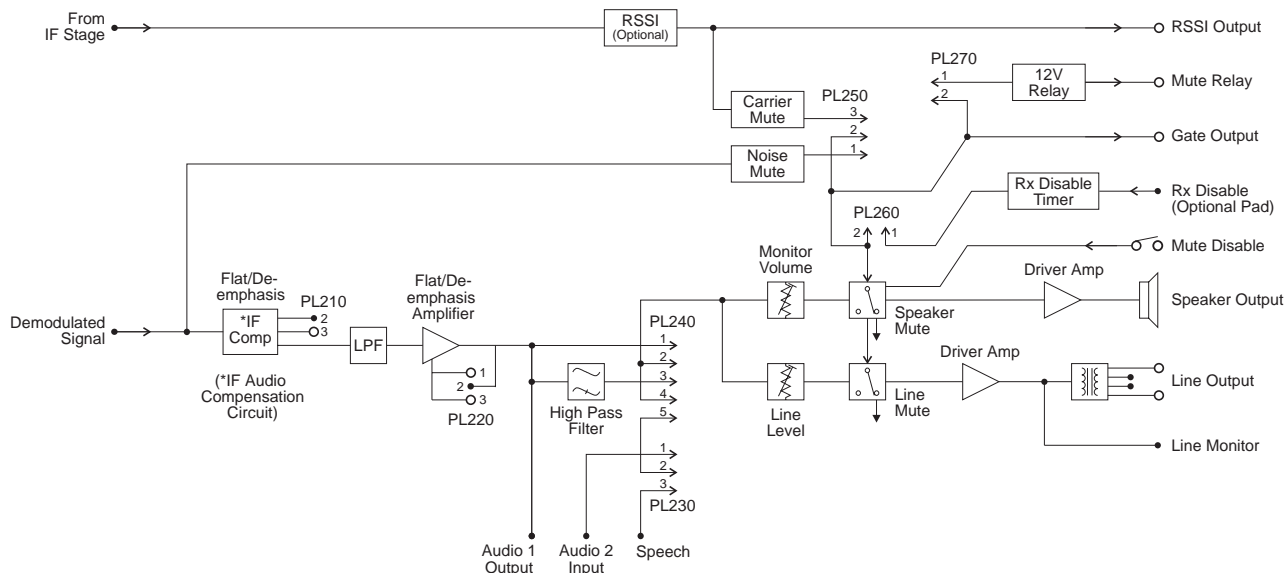 From
IF Stage
RSSI
(Optional)
RSSI Output
PL270
1
2
12V
Relay
Mute Relay
Carrier
Mute
PL250
3
2
1
Gate Output
Noise
Mute
Rx Disable
Timer
Rx Disable
(Optional Pad)
PL260
2
1
Mute Disable
Monitor
Volume
Driver Amp
Speaker Output
Speaker
Mute
Flat/De-
emphasis
PL210
2
3
*IF
Comp
Demodulated
Signal
(*IF Audio
Compensation
Circuit)
LPF
Flat/De-
emphasis
Amplifier
1
2
3
PL220
High Pass
Filter
PL240
1
2
3
4
5
1
2
3
PL230
Line
Level
Line
Mute
Driver Amp
Line Output
Line Monitor
Audio 1
Output
Audio 2
Input
Speech